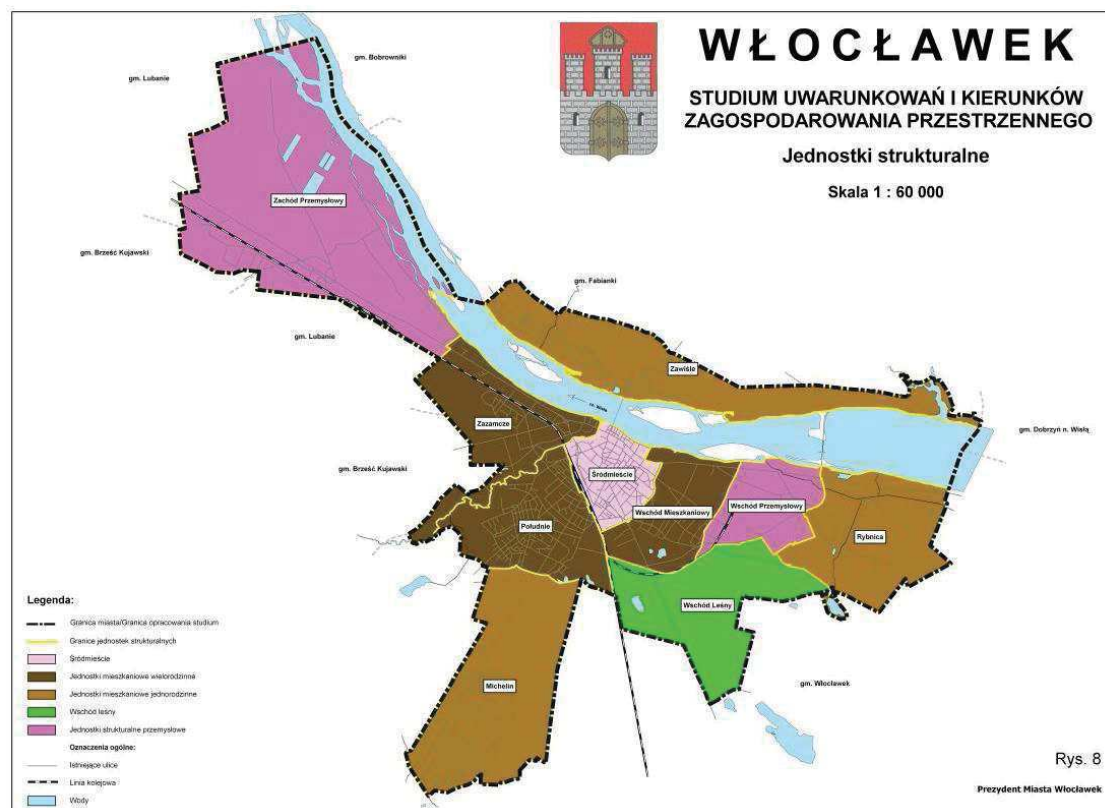 WŁOCŁAWEK
STUDIUM UWARUNKOWAŃ I KIERUNKÓW
ZAGOSPODAROWANIA PRZESTRZENNEGO
Jednostki strukturalne
Skala 1 : 60 000
gm. Bobrowniki
gm. Lubanie
Zachód Przemysłowy
gm. Brześć Kujawski
gm. Fabianki
gm. Lubanie
Zawiśle
rz. Wisła
Zazamcze
gm. Dobrzyń n. Wisłą
gm. Brześć Kujawski
Śródmieście
Wschód Przemysłowy
Wschód Mieszkaniowy
Południe
Rybnica
Wschód Leśny
Michelin
gm. Włocławek
Legenda:
Granica miasta/Granica opracowania studium
Granice jednostek strukturalnych
Śródmieście
Jednostki mieszkaniowe wielorodzinne
Jednostki mieszkaniowe jednorodzinne
Wschód leśny
Jednostki strukturalne przemysłowe
Oznaczenia ogólne:
Istniejące ulice
Linia kolejowa
Wody
Rys. 8
Prezydent Miasta Włocławek